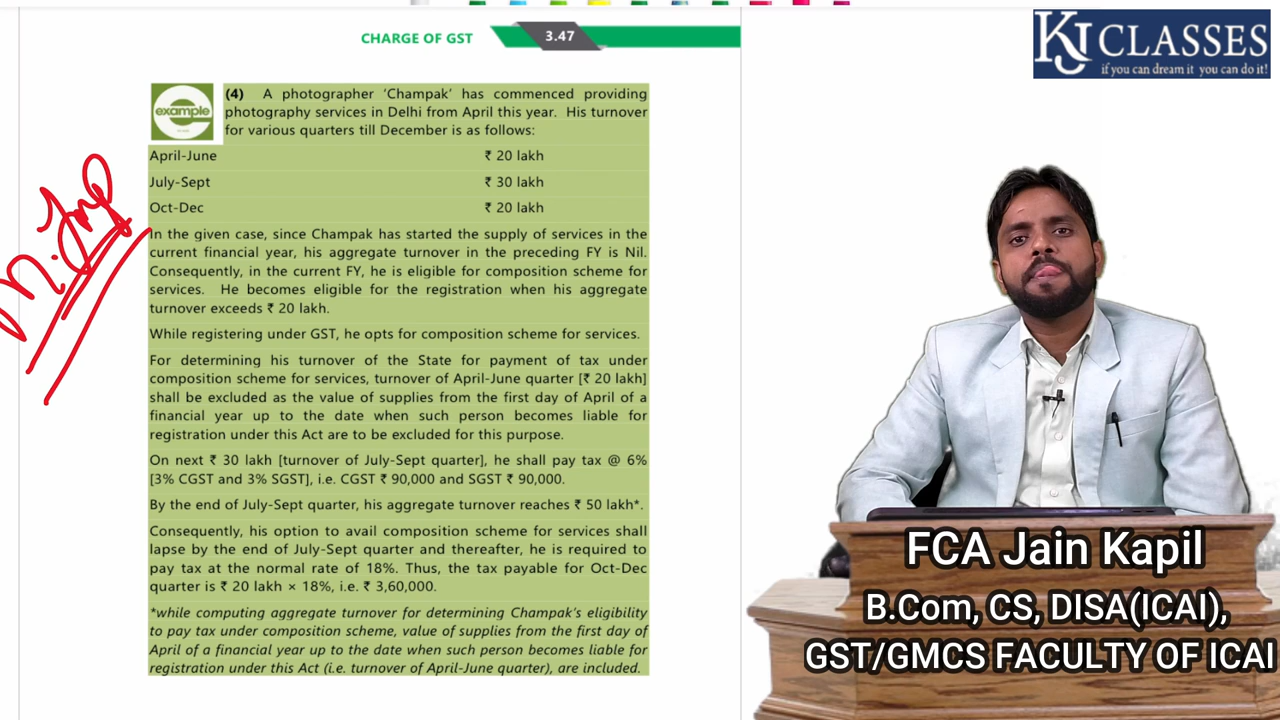 CHARGE OF GST
3.47
KJ CLASSES
if you can dream it you can do it!
example
(4) A photographer ‘Champak’ has commenced providing
photography services in Delhi from April this year. His turnover
for various quarters till December is as follows:
April-June ₹ 20 lakh
July-Sept ₹ 30 lakh
Oct-Dec ₹ 20 lakh
In the given case, since Champak has started the supply of services in the
current financial year, his aggregate turnover in the preceding FY is Nil.
Consequently, in the current FY, he is eligible for composition scheme for
services. He becomes eligible for the registration when his aggregate
turnover exceeds ₹ 20 lakh.
While registering under GST, he opts for composition scheme for services.
For determining his turnover of the State for payment of tax under
composition scheme for services, turnover of April-June quarter [₹ 20 lakh]
shall be excluded as the value of supplies from the first day of April of a
financial year up to the date when such person becomes liable for
registration under this Act are to be excluded for this purpose.
On next ₹ 30 lakh [turnover of July-Sept quarter], he shall pay tax @ 6%
[3% CGST and 3% SGST], i.e. CGST ₹ 90,000 and SGST ₹ 90,000.
By the end of July-Sept quarter, his aggregate turnover reaches ₹ 50 lakh*.
Consequently, his option to avail composition scheme for services shall
lapse by the end of July-Sept quarter and thereafter, he is required to
pay tax at the normal rate of 18%. Thus, the tax payable for Oct-Dec
quarter is ₹ 20 lakh × 18%, i.e. ₹ 3,60,000.
*while computing aggregate turnover for determining Champak's eligibility
to pay tax under composition scheme, value of supplies from the first day of
April of a financial year up to the date when such person becomes liable for
registration under this Act (i.e. turnover of April-June quarter), are included.
FCA Jain Kapil
B.Com, CS, DISA(ICAI),
GST/GMCS FACULTY OF ICAI